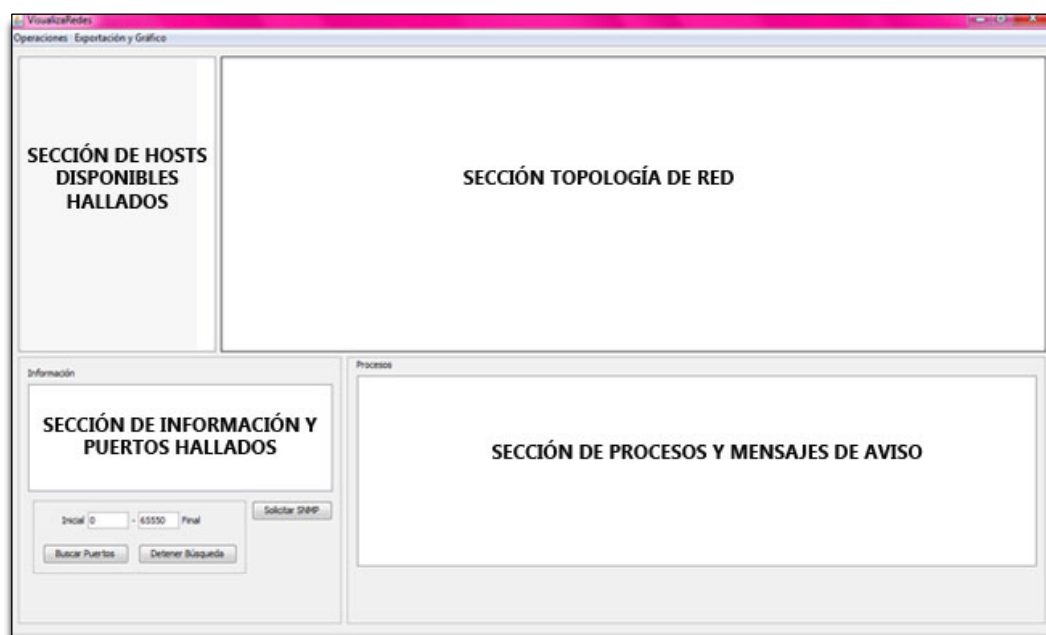 VisualizaRedes
Operaciones Exportación y Gráfico
SECCIÓN DE HOSTS
DISPONIBLES
HALLADOS
SECCIÓN TOPOLOGÍA DE RED
Información
SECCIÓN DE INFORMACIÓN Y
PUERTOS HALLADOS
Inicial 0 - 65550 Final
Buscar Puertos Detener Búsqueda
Solicitar SNMP
Procesos
SECCIÓN DE PROCESOS Y MENSAJES DE AVISO